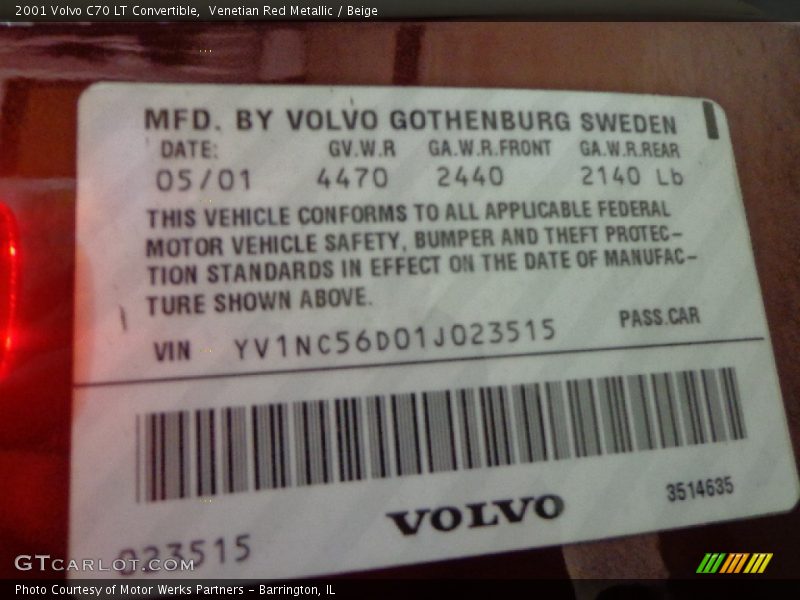 2001 Volvo C70 LT Convertible, Venetian Red Metallic / Beige
MFD. BY VOLVO GOTHENBURG SWEDEN
DATE: GV.W.R GA.W.R.FRONT GA.W.R.REAR
05/01 4470 2440 2140 Lb
THIS VEHICLE CONFORMS TO ALL APPLICABLE FEDERAL
MOTOR VEHICLE SAFETY, BUMPER AND THEFT PROTEC-
TION STANDARDS IN EFFECT ON THE DATE OF MANUFAC-
TURE SHOWN ABOVE.
VIN YV1NC56D01J023515 PASS.CAR
VOLVO 3514635
023515
GTCARLOT.COM
Photo Courtesy of Motor Werks Partners - Barrington, IL